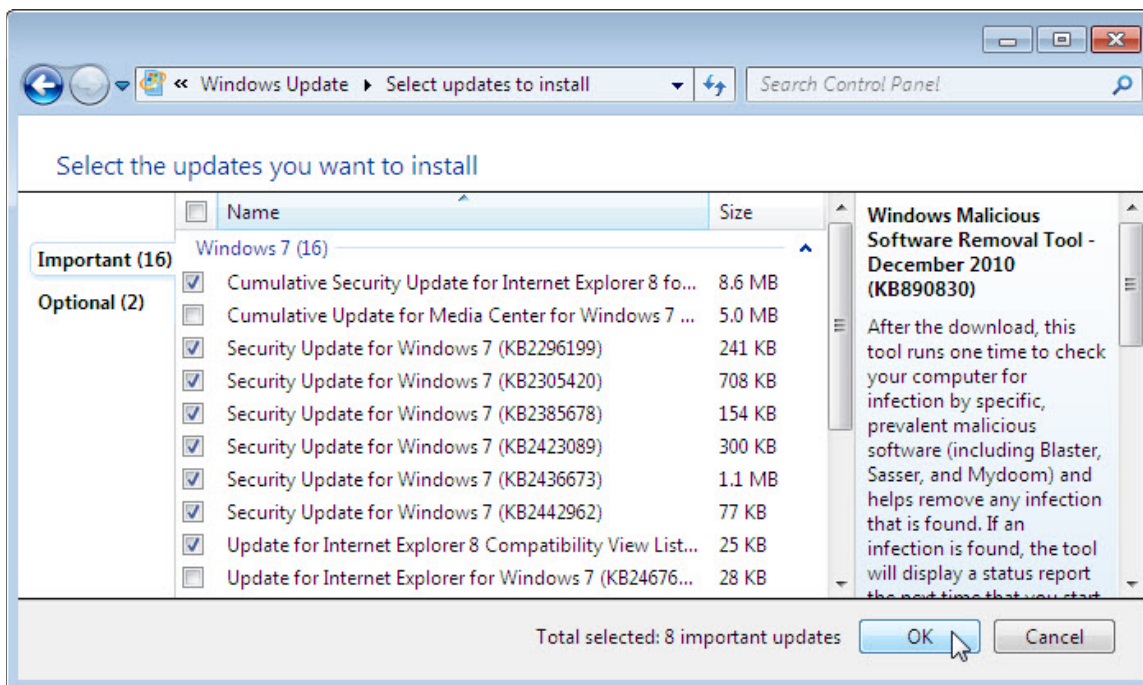 « Windows Update ▸ Select updates to install
Search Control Panel
Select the updates you want to install
Important (16)
Optional (2)
Name Size
Windows 7 (16)
Cumulative Security Update for Internet Explorer 8 fo... 8.6 MB
Cumulative Update for Media Center for Windows 7 ... 5.0 MB
Security Update for Windows 7 (KB2296199) 241 KB
Security Update for Windows 7 (KB2305420) 708 KB
Security Update for Windows 7 (KB2385678) 154 KB
Security Update for Windows 7 (KB2423089) 300 KB
Security Update for Windows 7 (KB2436673) 1.1 MB
Security Update for Windows 7 (KB2442962) 77 KB
Update for Internet Explorer 8 Compatibility View List... 25 KB
Update for Internet Explorer for Windows 7 (KB24676... 28 KB
Windows Malicious
Software Removal Tool -
December 2010
(KB890830)
After the download, this
tool runs one time to check
your computer for
infection by specific,
prevalent malicious
software (including Blaster,
Sasser, and Mydoom) and
helps remove any infection
that is found. If an
infection is found, the tool
will display a status report
the next time that you start
Total selected: 8 important updates
OK
Cancel